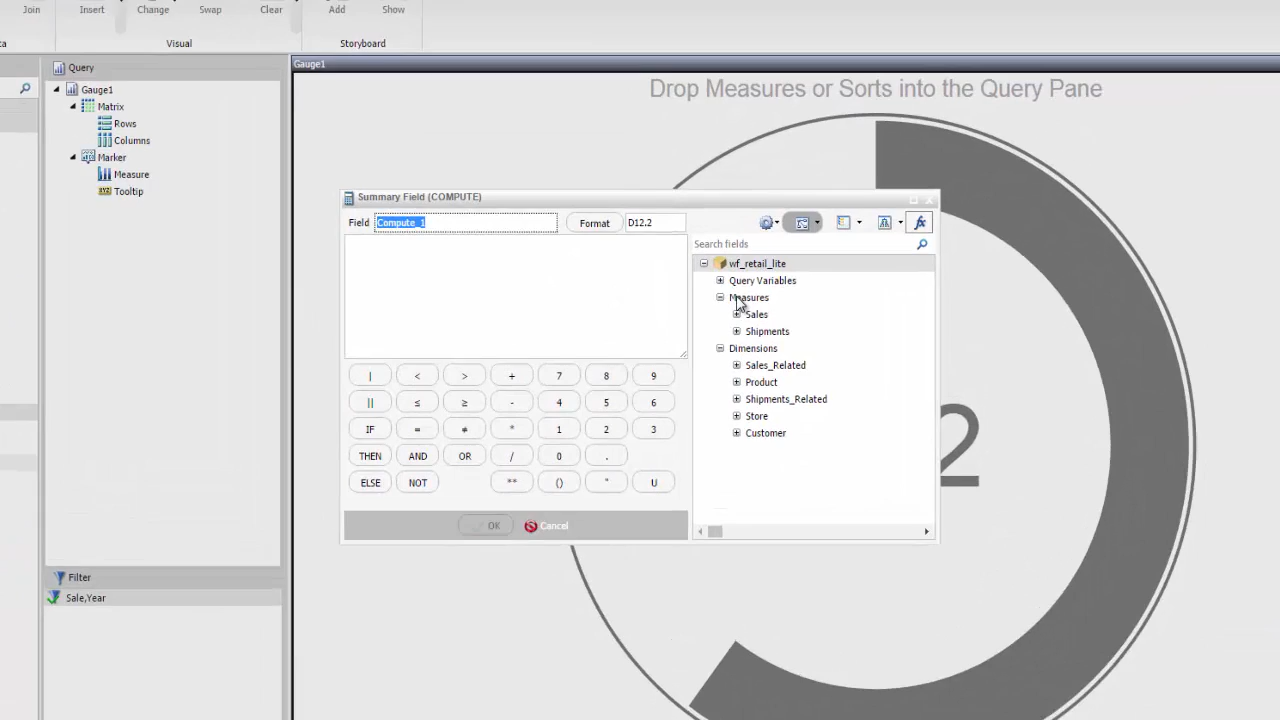 Join
Insert
Change
Swap
Clear
Add
Show
Visual
Storyboard
Query
Gauge1
Gauge1
Drop Measures or Sorts into the Query Pane
Matrix
Rows
Columns
Marker
Measure
Tooltip
Summary Field (COMPUTE)
Field Compute_1 Format D12.2
Search fields
wf_retail_lite
Query Variables
Measures
Sales
Shipments
Dimensions
Sales_Related
Product
Shipments_Related
Store
Customer
| < > + 7 8 9
|| ≤ ≥ - 4 5 6
IF = ≠ * 1 2 3
THEN AND OR / 0 .
ELSE NOT ** () " U
OK Cancel
2
Filter
Sale,Year